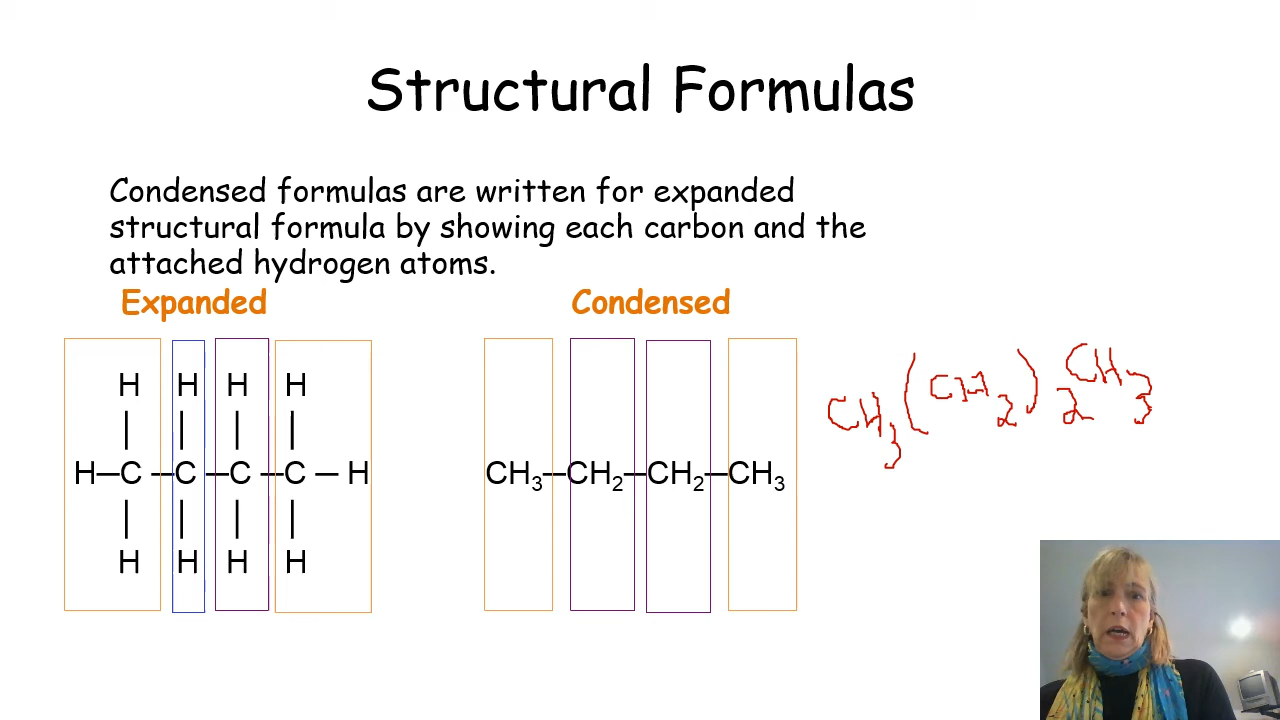 Structural Formulas
Condensed formulas are written for expanded
structural formula by showing each carbon and the
attached hydrogen atoms.
Expanded Condensed
H H H H
| | | |
H—C—C—C—C—H
| | | |
H H H H
CH3—CH2—CH2—CH3
CH3(CH2)2CH3